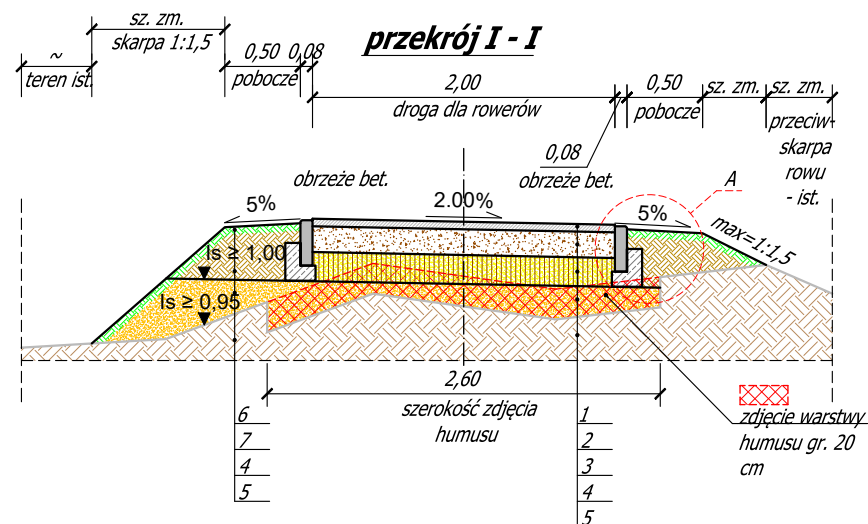 przekrój I - I
~
teren ist.
sz. zm.
skarpa 1:1,5
0,50
pobocze
0,08
2,00
droga dla rowerów
0,08
obrzeże bet.
0,50
pobocze
sz. zm.
sz. zm.
przeciw-
skarpa
rowu
- ist.
obrzeże bet.
A
5%
2.00%
5%
max=1:1,5
Is ≥ 1,00
Is ≥ 0,95
2,60
szerokość zdjęcia
humusu
6
7
4
5
1
2
3
4
5
zdjęcie warstwy
humusu gr. 20
cm